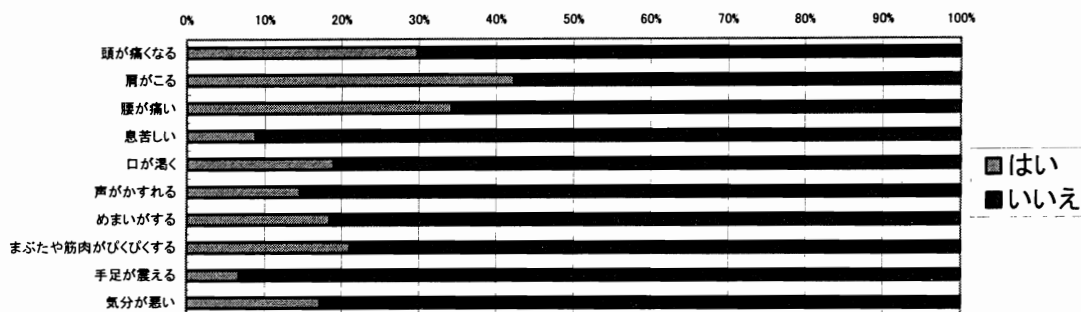 0% 10% 20% 30% 40% 50% 60% 70% 80% 90% 100%
頭が痛くなる
肩がこる
腰が痛い
息苦しい
口が渇く
声がかすれる
めまいがする
まぶたや筋肉がぴくぴくする
手足が震える
気分が悪い
はい
いいえ